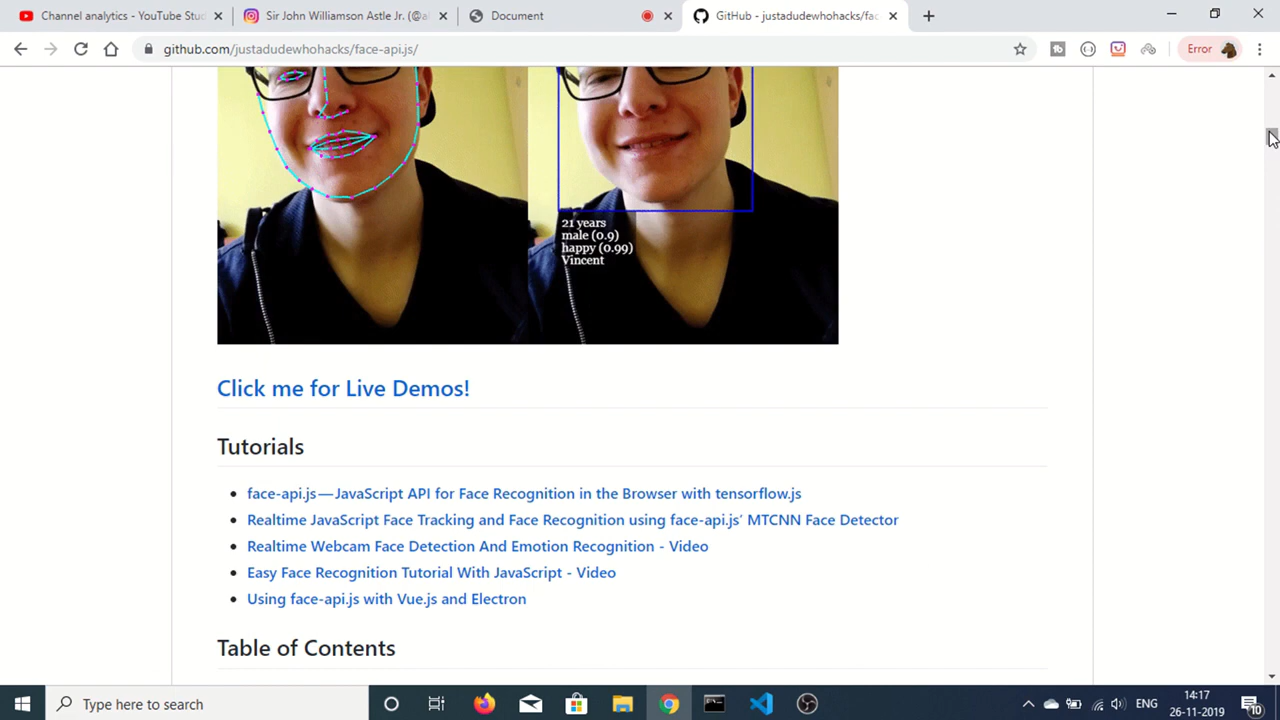 Channel analytics - YouTube Stud
Sir John Williamson Astle Jr. (@al
Document
GitHub - justadudewhohacks/fac
github.com/justadudewhohacks/face-api.js/
Error
21 years
male (0.9)
happy (0.99)
Vincent
Click me for Live Demos!
Tutorials
face-api.js — JavaScript API for Face Recognition in the Browser with tensorflow.js
Realtime JavaScript Face Tracking and Face Recognition using face-api.js' MTCNN Face Detector
Realtime Webcam Face Detection And Emotion Recognition - Video
Easy Face Recognition Tutorial With JavaScript - Video
Using face-api.js with Vue.js and Electron
Table of Contents
Type here to search
ENG
14:17
26-11-2019
10